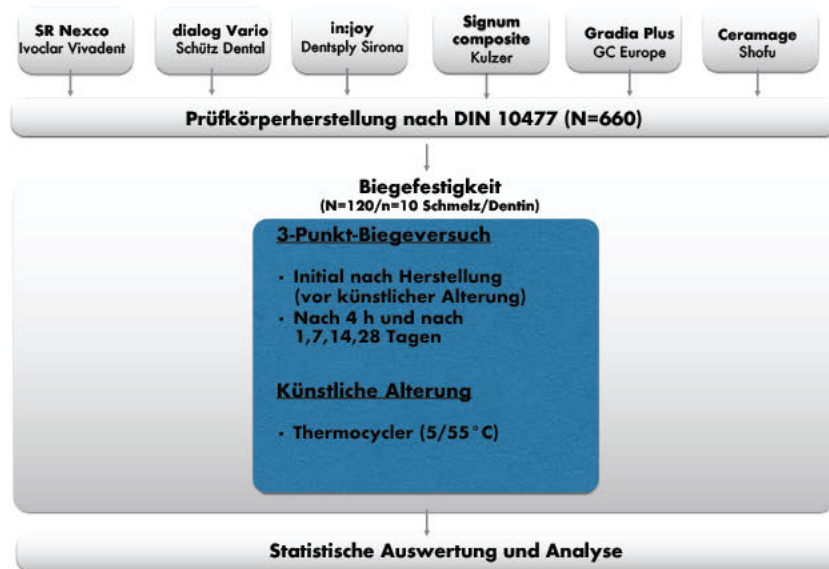 SR Nexco
Ivoclar Vivadent
dialog Vario
Schütz Dental
in:joy
Dentsply Sirona
Signum
composite
Kulzer
Gradia Plus
GC Europe
Ceramage
Shofu
Prüfkörperherstellung nach DIN 10477 (N=660)
Biegefestigkeit
(N=120/n=10 Schmelz/Dentin)
3-Punkt-Biegeversuch
· Initial nach Herstellung
(vor künstlicher Alterung)
· Nach 4 h und nach
1,7,14,28 Tagen
Künstliche Alterung
· Thermocycler (5/55°C)
Statistische Auswertung und Analyse